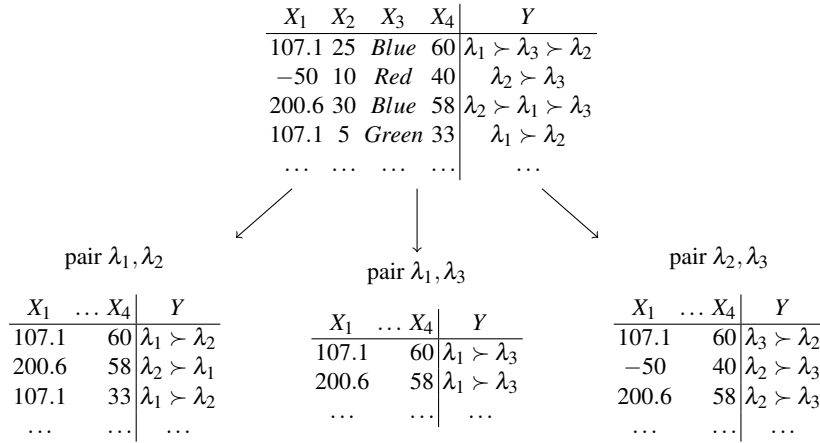 X₁ X₂ X₃ X₄ Y
107.1 25 Blue 60 λ₁ ≻ λ₃ ≻ λ₂
−50 10 Red 40 λ₂ ≻ λ₃
200.6 30 Blue 58 λ₂ ≻ λ₁ ≻ λ₃
107.1 5 Green 33 λ₁ ≻ λ₂
... ... ... ... ...
pair λ₁, λ₂
X₁ ... X₄ Y
107.1 60 λ₁ ≻ λ₂
200.6 58 λ₂ ≻ λ₁
107.1 33 λ₁ ≻ λ₂
... ... ...
pair λ₁, λ₃
X₁ ... X₄ Y
107.1 60 λ₁ ≻ λ₃
200.6 58 λ₁ ≻ λ₃
... ... ...
pair λ₂, λ₃
X₁ ... X₄ Y
107.1 60 λ₃ ≻ λ₂
−50 40 λ₂ ≻ λ₃
200.6 58 λ₂ ≻ λ₃
... ... ...